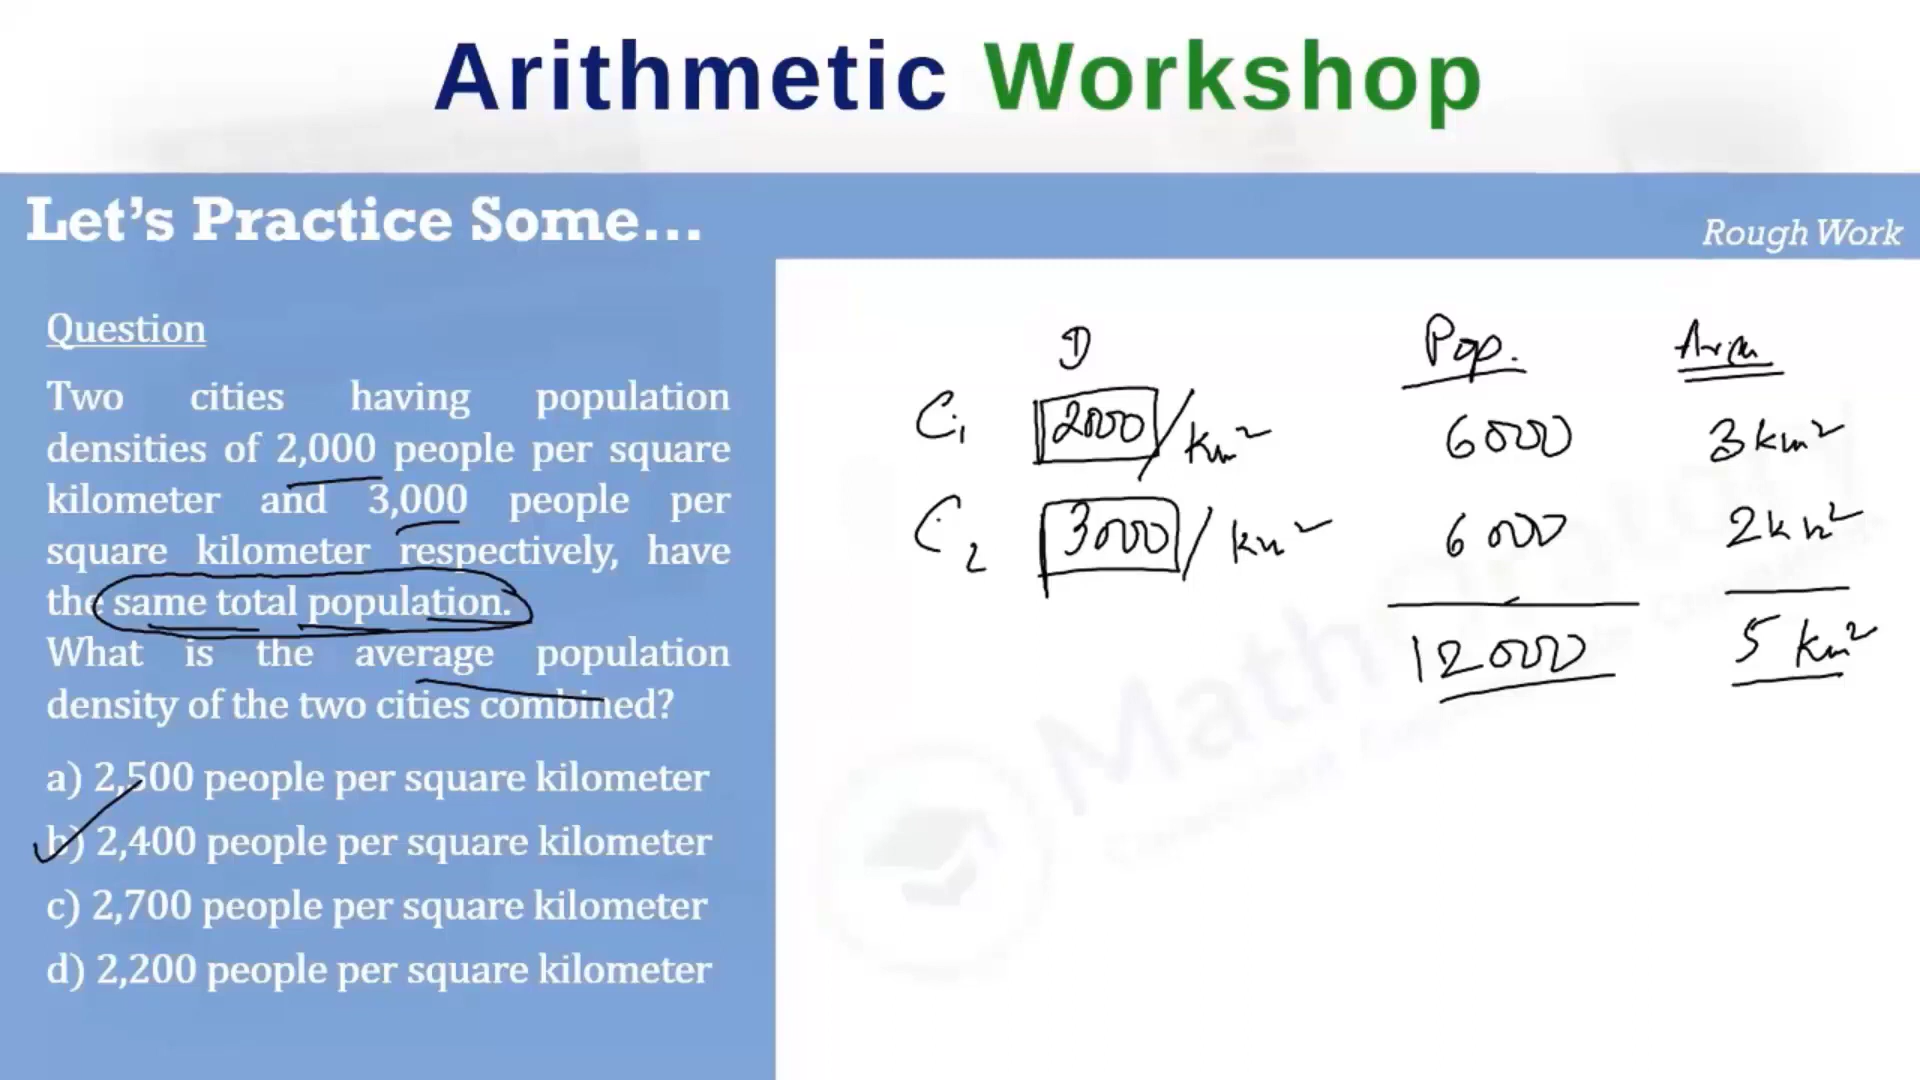 Arithmetic Workshop
Let's Practice Some...
Rough Work
Question
Two cities having population
densities of 2,000 people per square
kilometer and 3,000 people per
square kilometer respectively, have
the same total population.
What is the average population
density of the two cities combined?
a) 2,500 people per square kilometer
b) 2,400 people per square kilometer
c) 2,700 people per square kilometer
d) 2,200 people per square kilometer
D Pop. Area
C1 2000/km² 6000 3km²
C2 3000/km² 6000 2km²
12000 5 km²